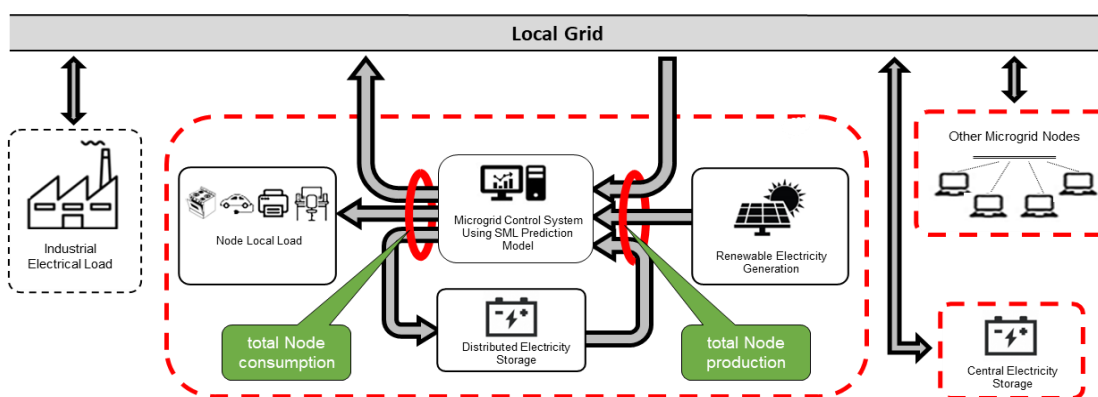 Local Grid
Industrial
Electrical Load
Node Local Load
Microgrid Control System
Using SML Prediction
Model
Renewable Electricity
Generation
Other Microgrid Nodes
total Node
consumption
Distributed Electricity
Storage
total Node
production
Central Electricity
Storage